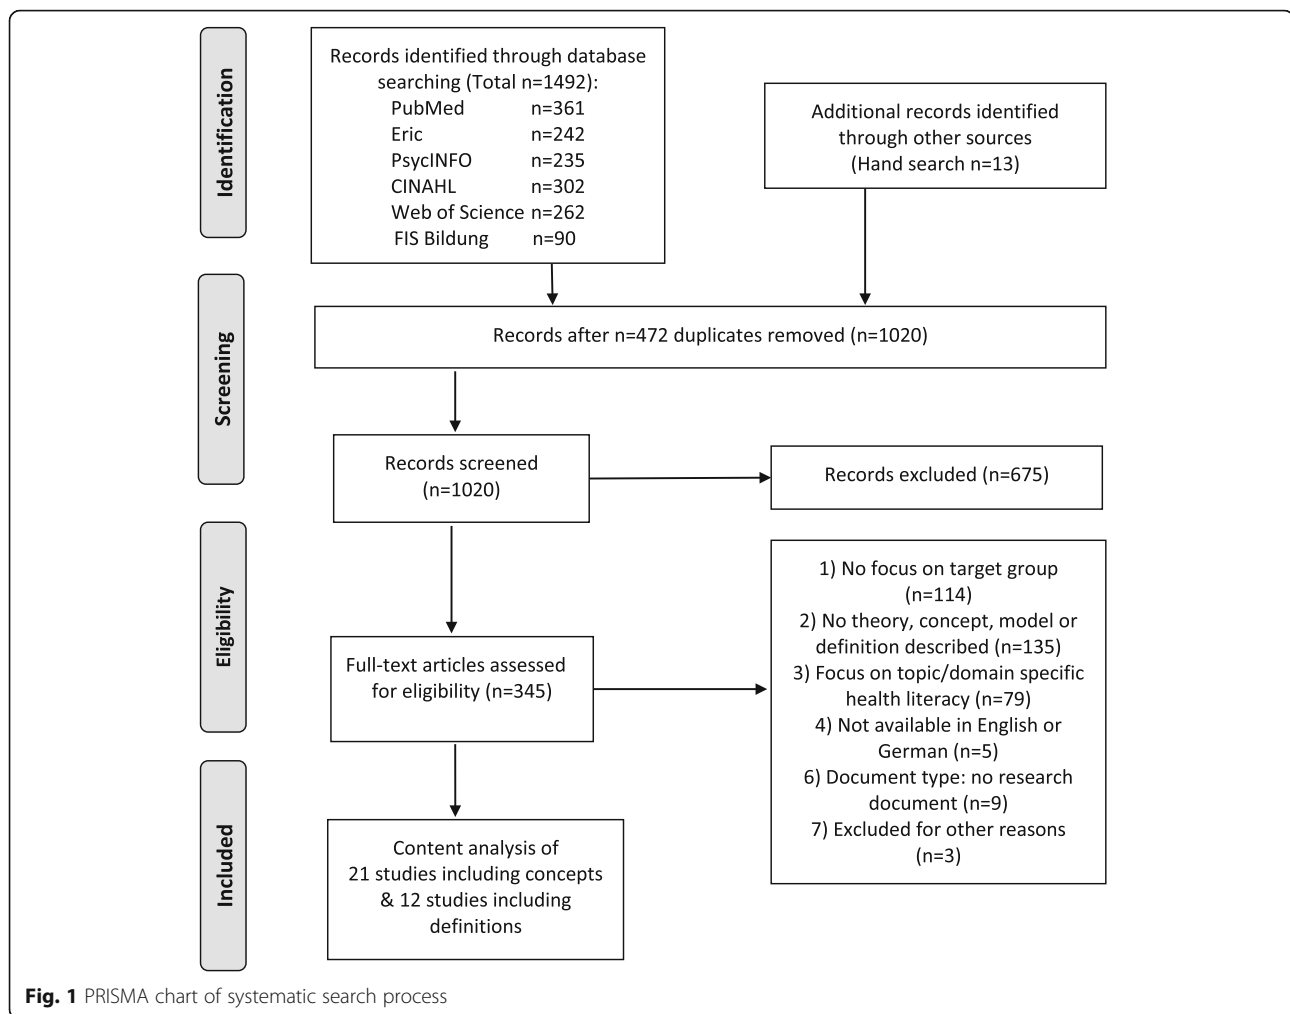 Identification
Records identified through database
searching (Total n=1492):
PubMed n=361
Eric n=242
PsycINFO n=235
CINAHL n=302
Web of Science n=262
FIS Bildung n=90
Additional records identified
through other sources
(Hand search n=13)
Screening
Records after n=472 duplicates removed (n=1020)
Records screened
(n=1020)
Records excluded (n=675)
Eligibility
Full-text articles assessed
for eligibility (n=345)
1) No focus on target group
(n=114)
2) No theory, concept, model or
definition described (n=135)
3) Focus on topic/domain specific
health literacy (n=79)
4) Not available in English or
German (n=5)
6) Document type: no research
document (n=9)
7) Excluded for other reasons
(n=3)
Included
Content analysis of
21 studies including concepts
& 12 studies including
definitions
Fig. 1 PRISMA chart of systematic search process